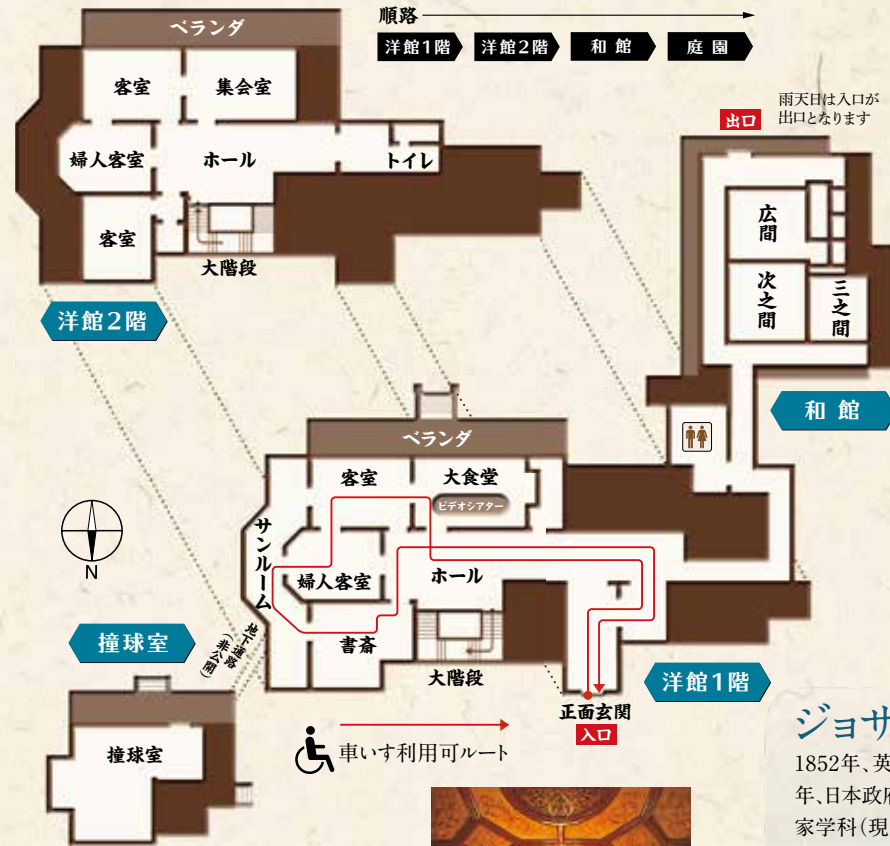 順路
洋館1階
洋館2階
和館
庭園
ベランダ
客室
集会室
婦人客室
ホール
トイレ
客室
大階段
洋館2階
雨天日は入口が
出口となります
出口
広間
次之間
三之間
和館
ベランダ
客室
大食堂
ビデオシアター
サンルーム
婦人客室
ホール
書斎
大階段
正面玄関
入口
洋館1階
N
地下通路
(非公開)
撞球室
撞球室
車いす利用可ルート
ジョサ
1852年、英
年、日本政府
家学科(現